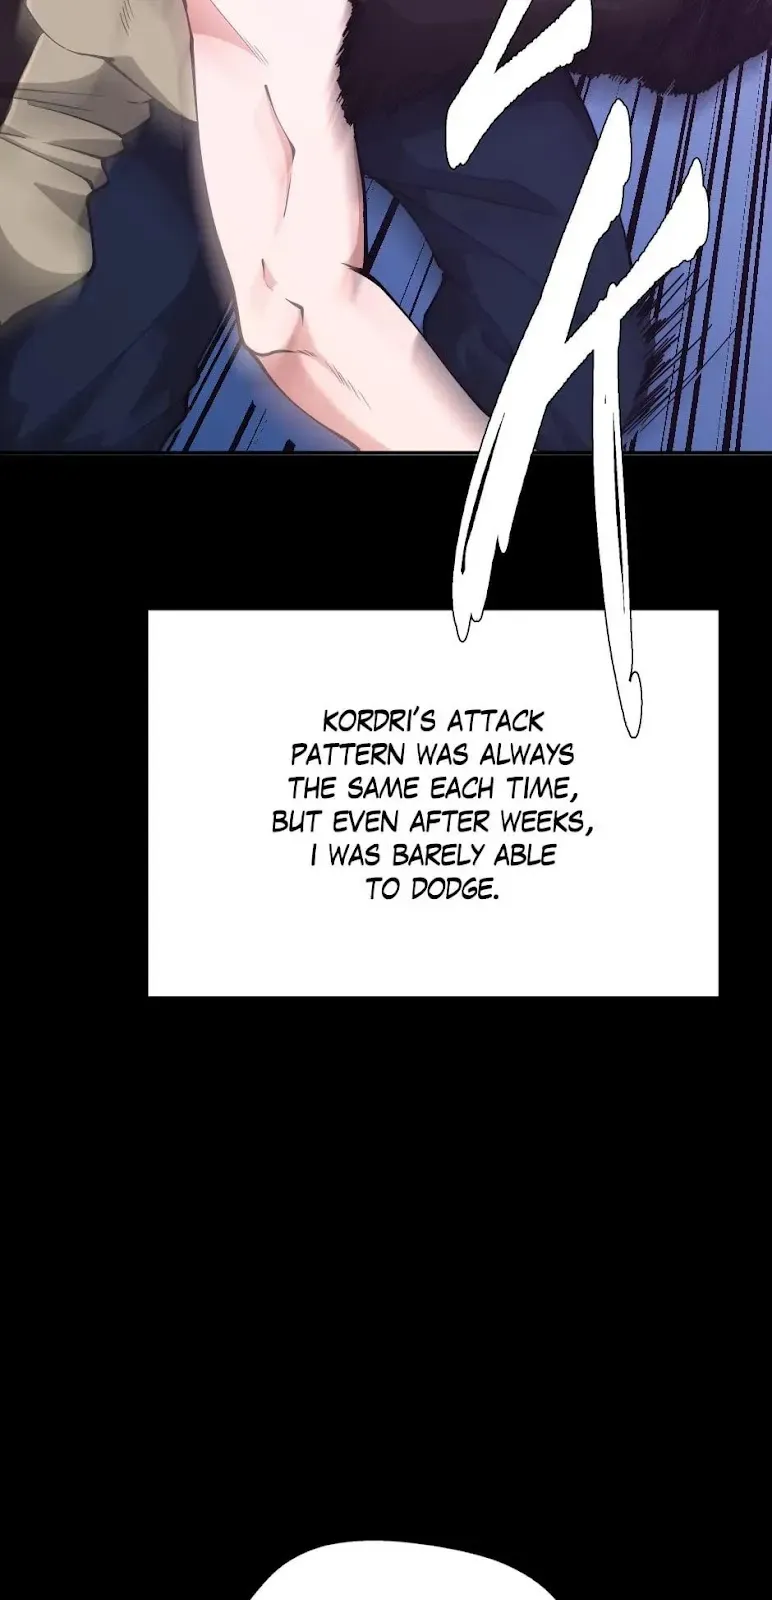 KORDRI'S ATTACK
PATTERN WAS ALWAYS
THE SAME EACH TIME,
BUT EVEN AFTER WEEKS,
I WAS BARELY ABLE
TO DODGE.